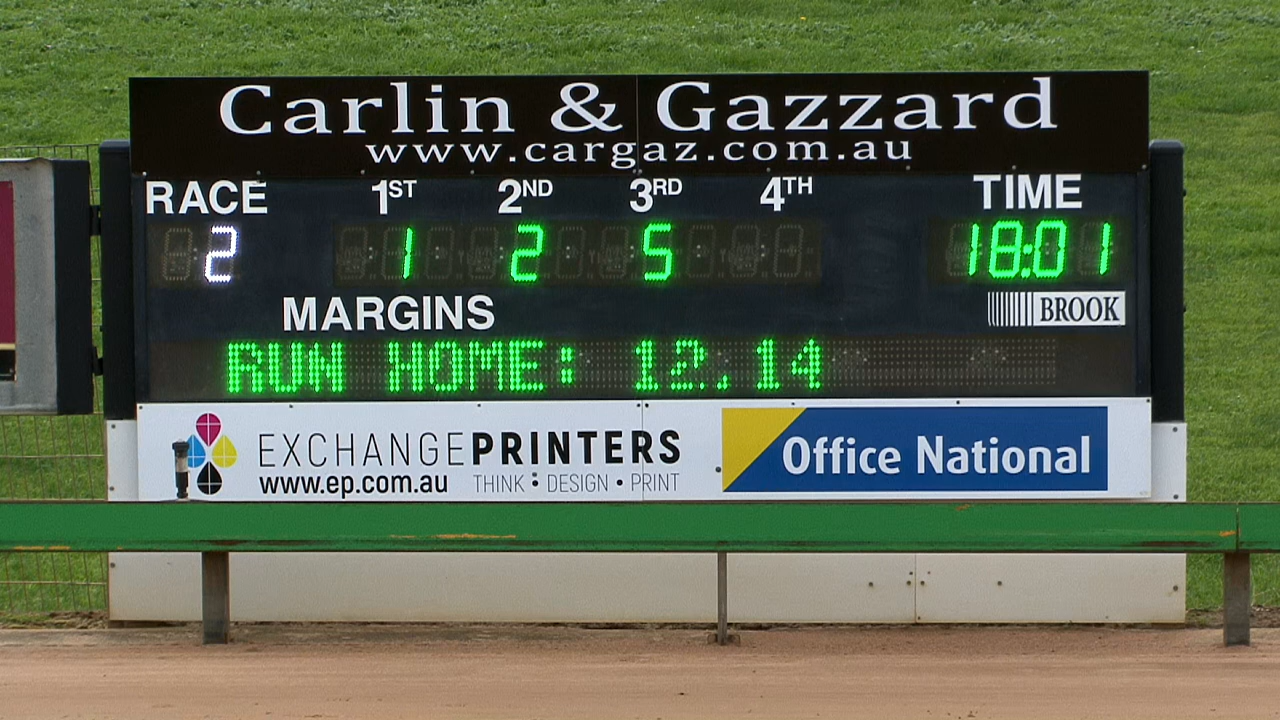 Carlin & Gazzard
www.cargaz.com.au
RACE 1ST 2ND 3RD 4TH TIME
2 1 2 5 18:01
MARGINS
BROOK
RUN HOME: 12.14
EXCHANGEPRINTERS
www.ep.com.au THINK • DESIGN • PRINT
Office National